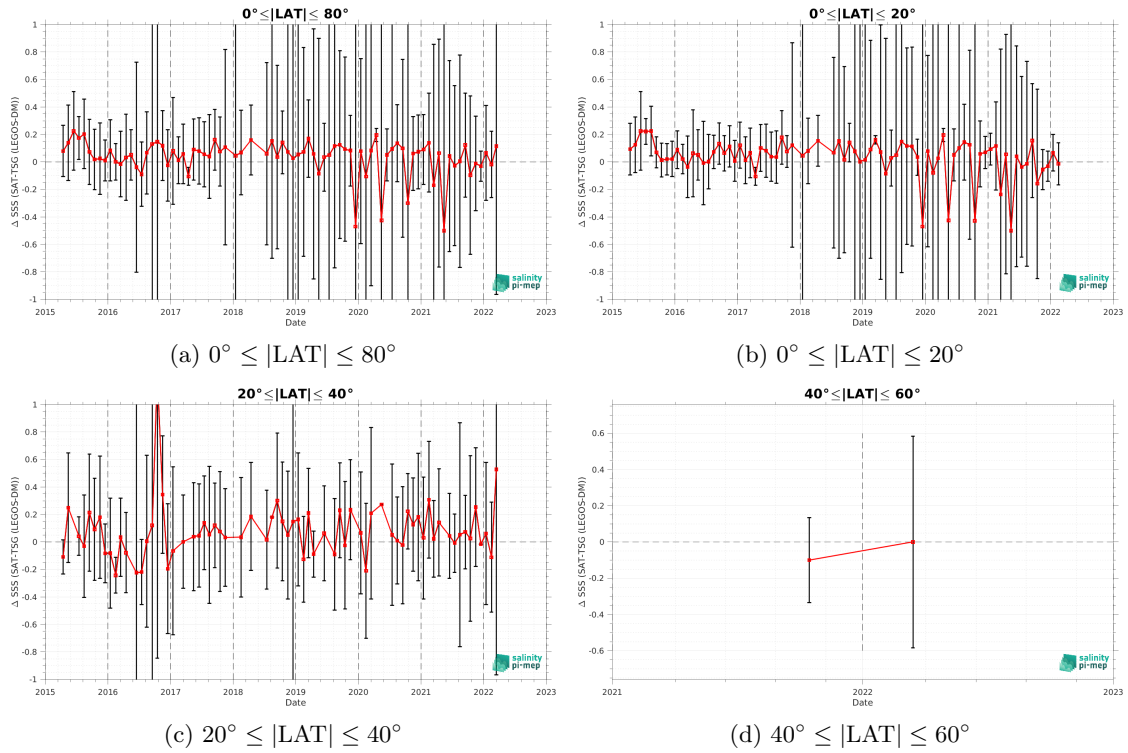 0°≤|LAT|≤ 80°
Δ SSS (SAT-TSG (LEGOS-DM))
1
0.8
0.6
0.4
0.2
0
-0.2
-0.4
-0.6
-0.8
-1
2015 2016 2017 2018 2019 2020 2021 2022 2023
Date
salinity
pi-mep
(a) 0° ≤ |LAT| ≤ 80°
0°≤|LAT|≤ 20°
Δ SSS (SAT-TSG (LEGOS-DM))
1
0.8
0.6
0.4
0.2
0
-0.2
-0.4
-0.6
-0.8
-1
2015 2016 2017 2018 2019 2020 2021 2022 2023
Date
salinity
pi-mep
(b) 0° ≤ |LAT| ≤ 20°
20°≤|LAT|≤ 40°
Δ SSS (SAT-TSG (LEGOS-DM))
1
0.8
0.6
0.4
0.2
0
-0.2
-0.4
-0.6
-0.8
-1
2015 2016 2017 2018 2019 2020 2021 2022 2023
Date
salinity
pi-mep
(c) 20° ≤ |LAT| ≤ 40°
40°≤|LAT|≤ 60°
Δ SSS (SAT-TSG (LEGOS-DM))
0.6
0.4
0.2
0
-0.2
-0.4
-0.6
2021 2022 2023
Date
salinity
pi-mep
(d) 40° ≤ |LAT| ≤ 60°